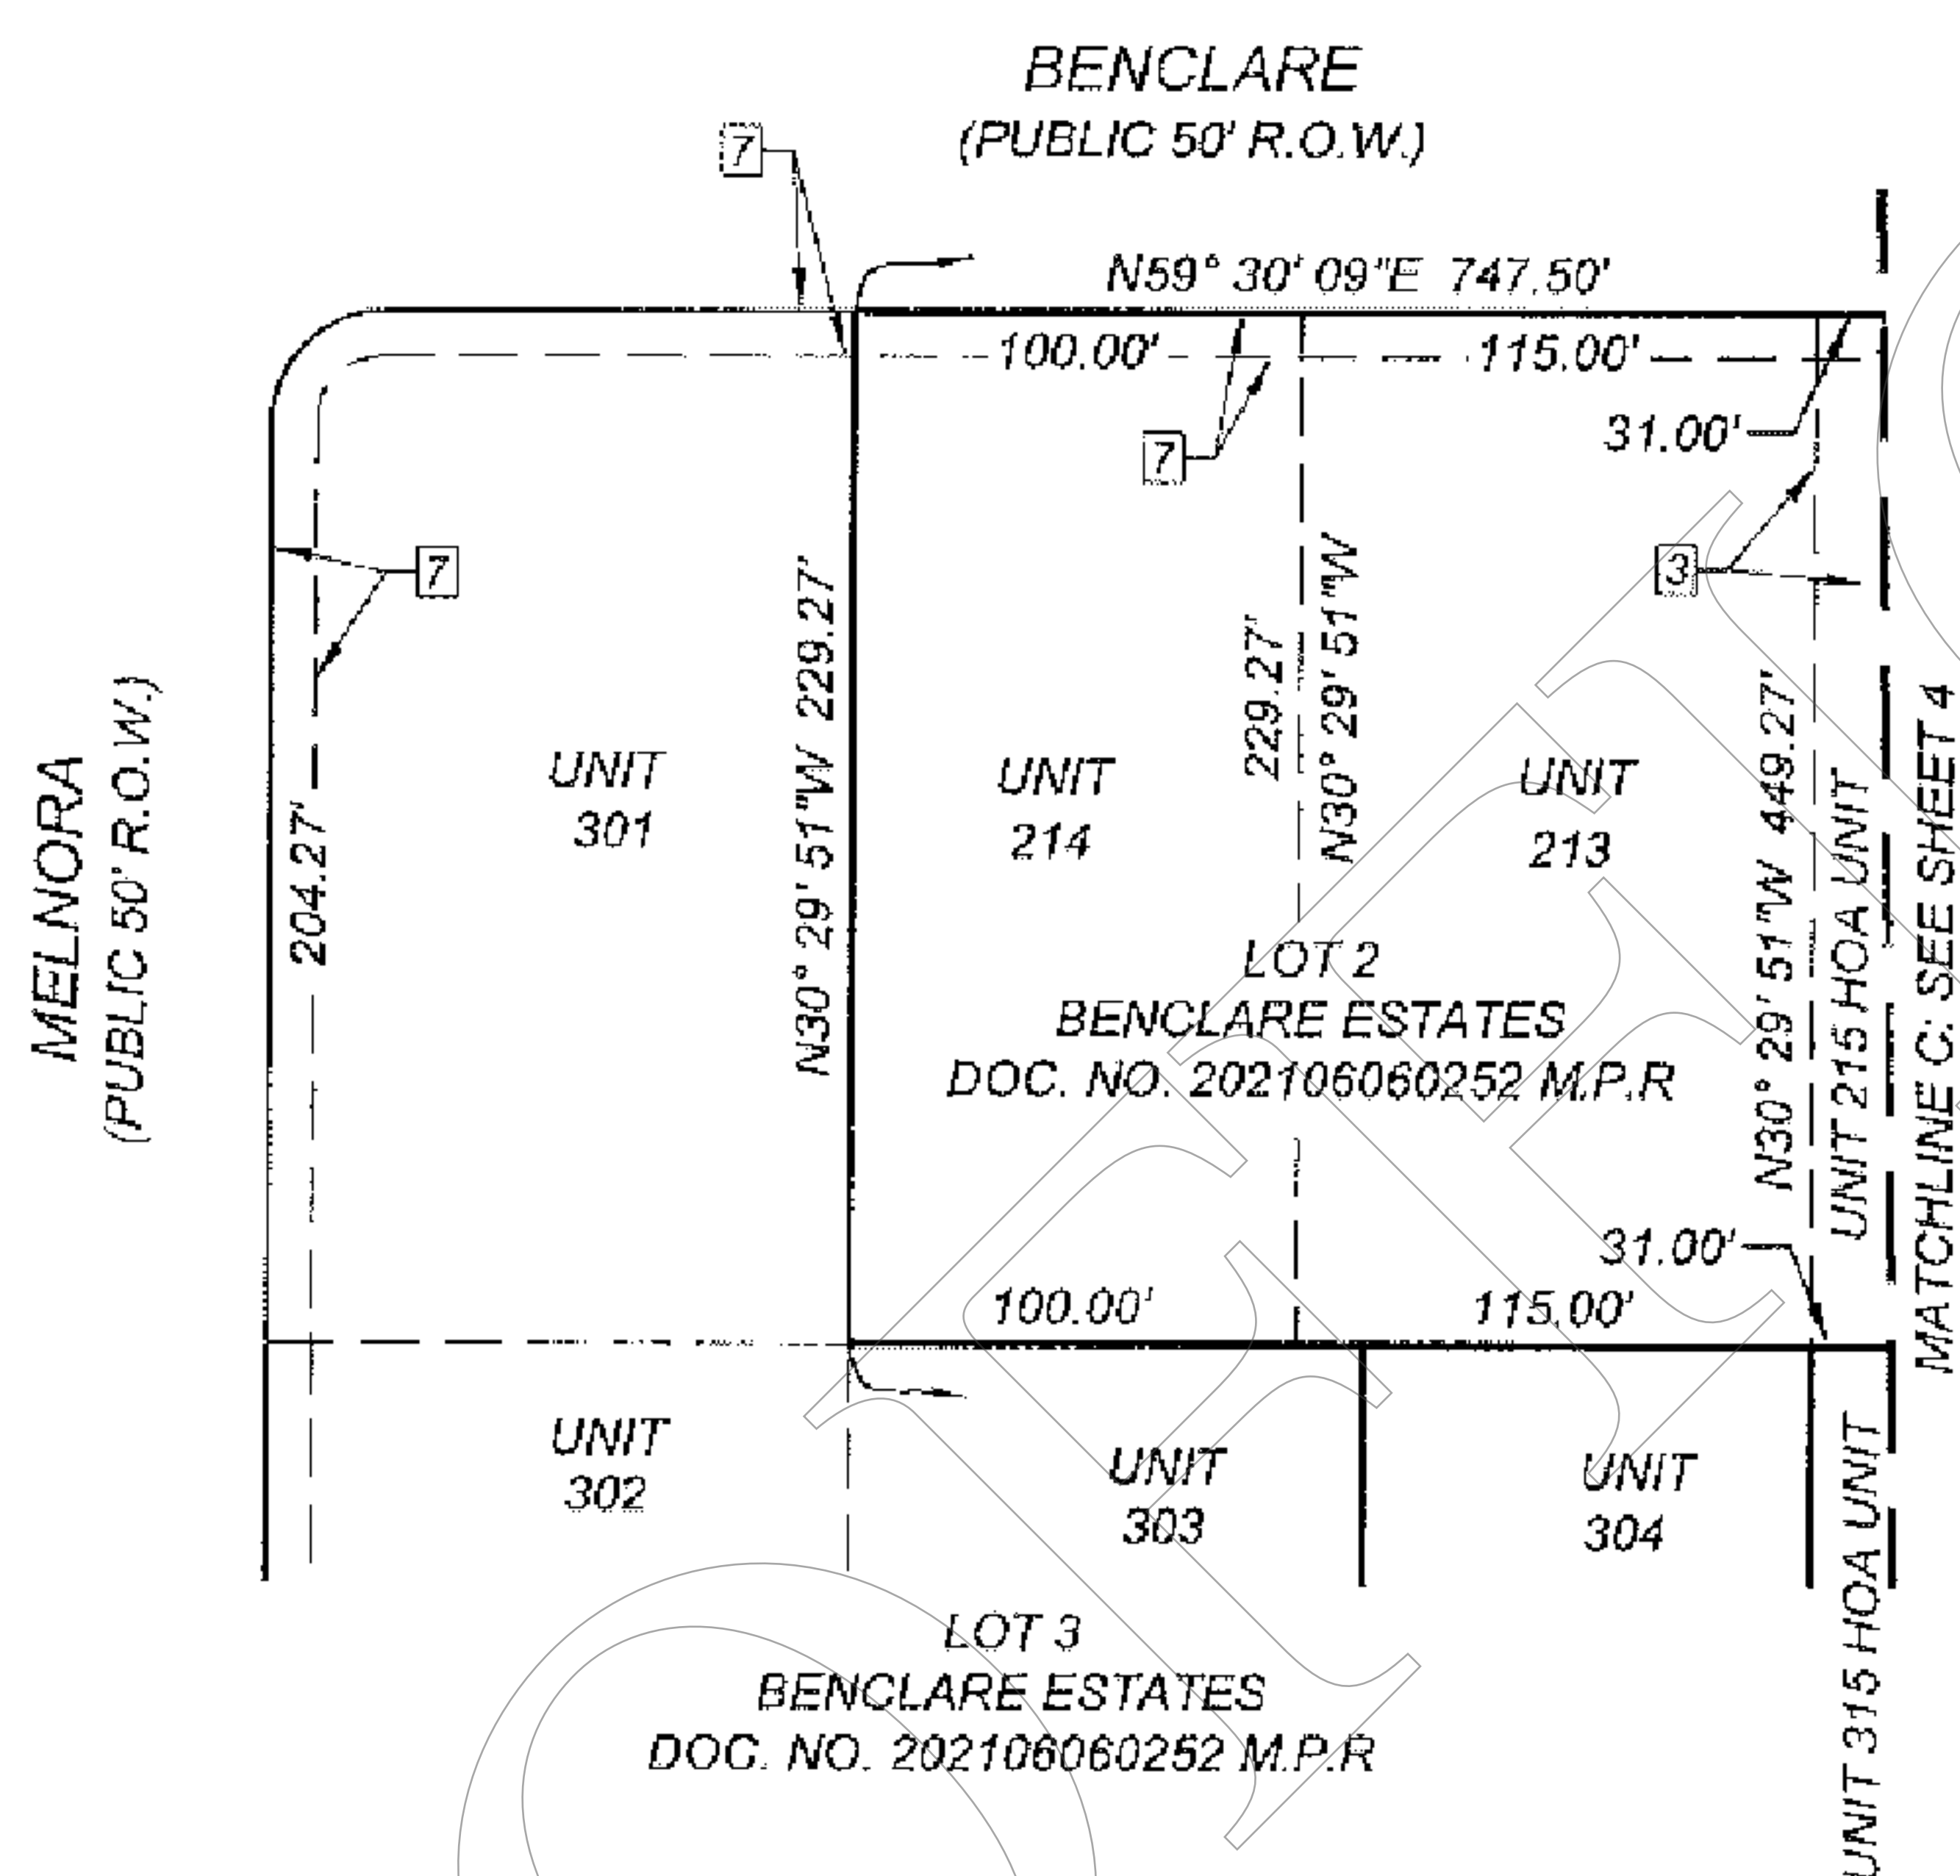 BENCLARE
(PUBLIC 50' R.O.W.)
7
N59° 30' 09"E 747.50'
100.00'
115.00'
31.00'
7
7
3
MELNORA
(PUBLIC 50' R.O.W.)
204.27'
UNIT
301
N30° 29' 51"W 229.27'
UNIT
214
229.27'
N30° 29' 51"W
UNIT
213
N30° 29' 51"W 449.27'
UNIT 215 HOA UNIT
MATCHLINE C: SEE SHEET 4
LOT 2
BENCLARE ESTATES
DOC. NO. 202106060252 M.P.R
31.00'
100.00'
115.00'
UNIT
302
UNIT
303
UNIT
304
UNIT 315 HOA UNIT
LOT 3
BENCLARE ESTATES
DOC. NO. 202106060252 M.P.R